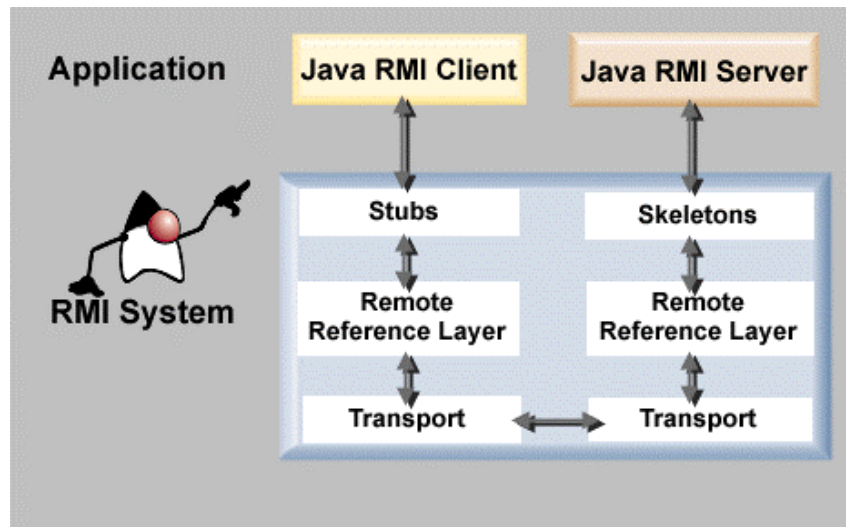 Application
Java RMI Client
Java RMI Server
Stubs
Skeletons
RMI System
Remote
Reference Layer
Remote
Reference Layer
Transport
Transport